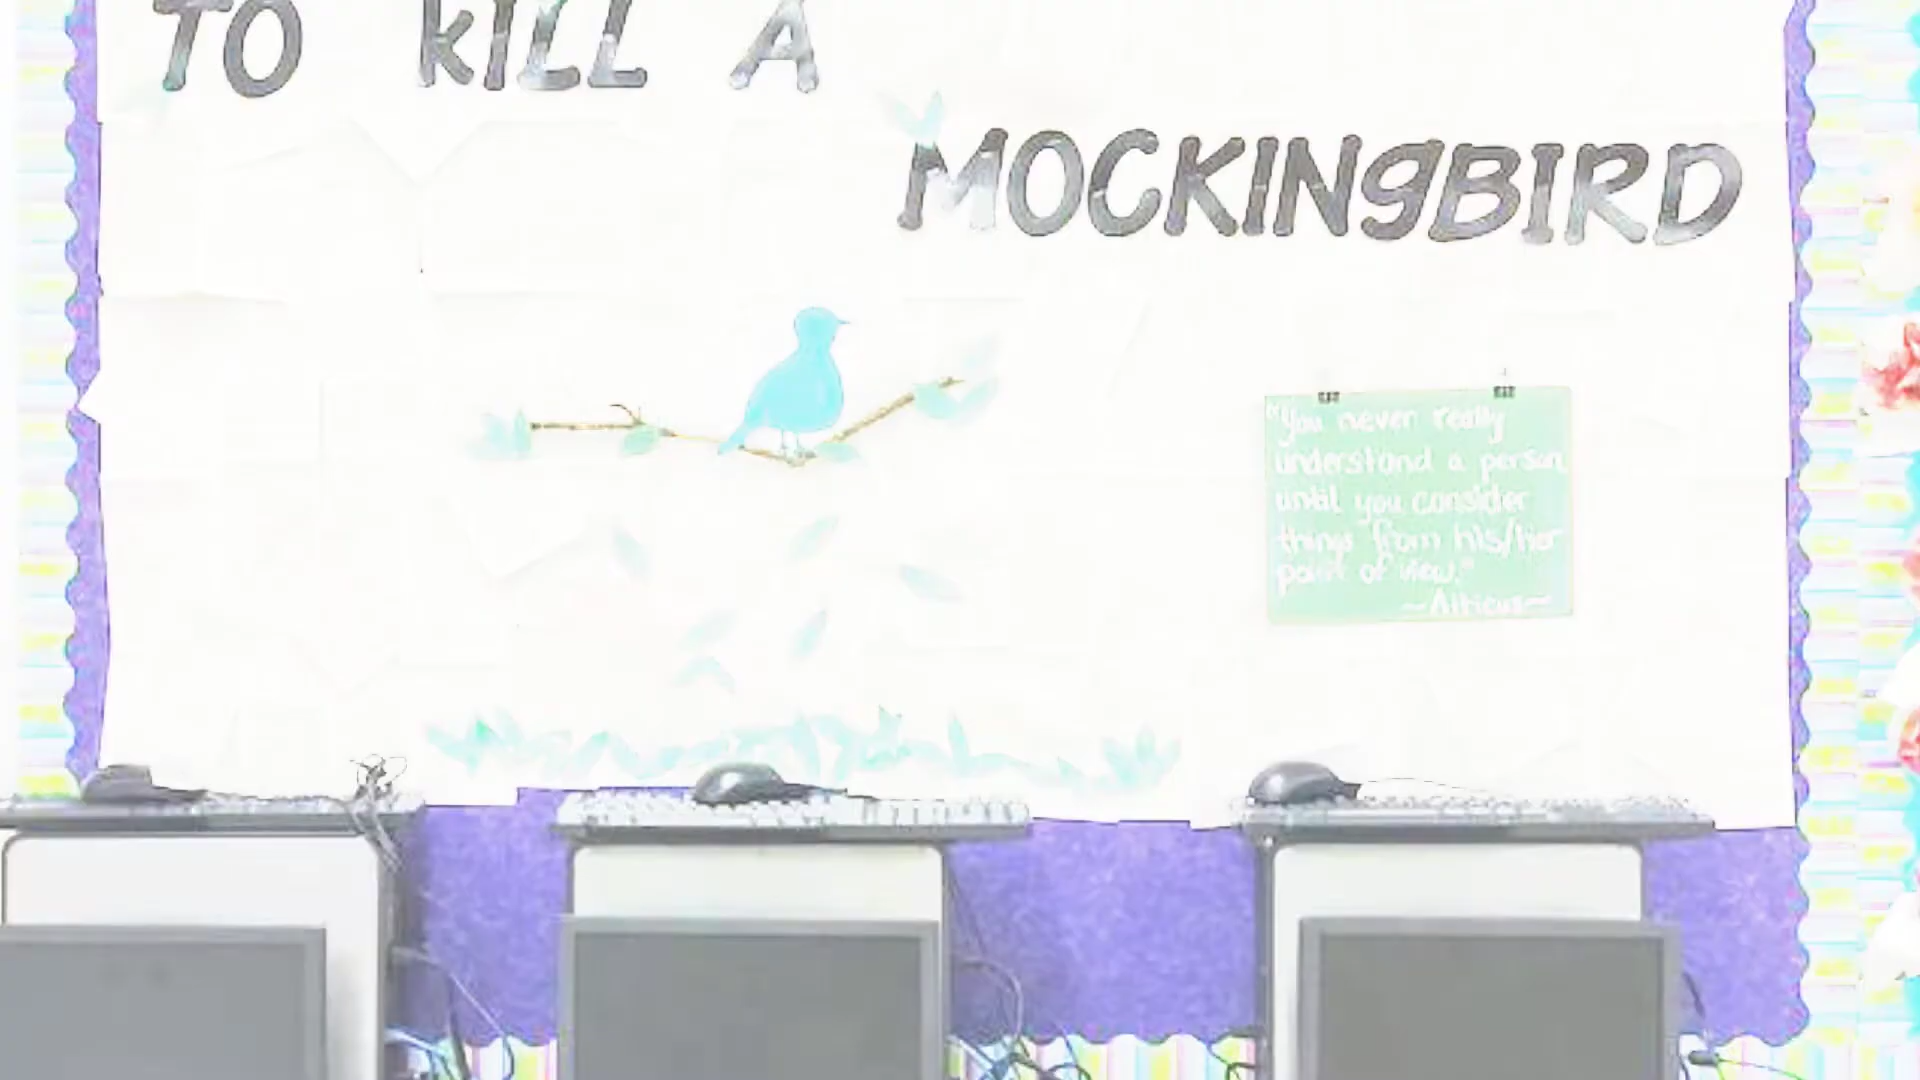 TO KILL A
MOCKINGBIRD
"You never really
understand a person
until you consider
things from his/her
point of view."
~Atticus~